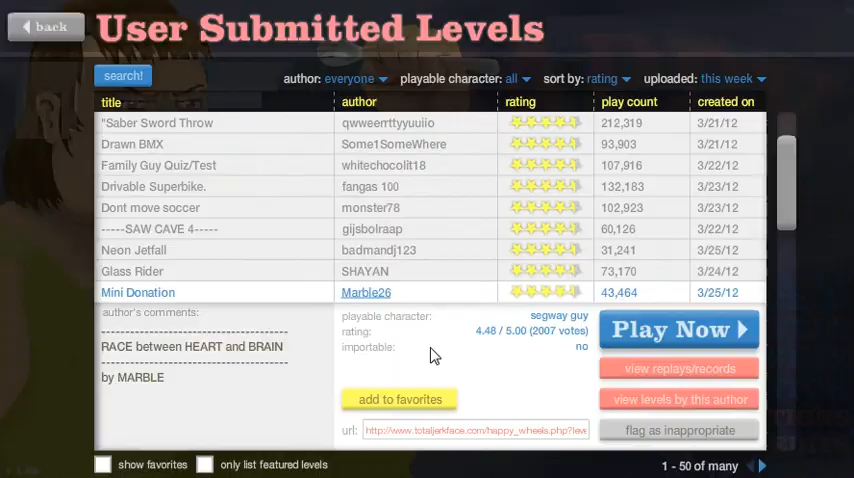 back
User Submitted Levels
search!
author: everyone playable character: all sort by: rating uploaded: this week
title author rating play count created on
"Saber Sword Throw qwweerrttyyuuiio 212,319 3/21/12
Drawn BMX Some1SomeWhere 93,903 3/21/12
Family Guy Quiz/Test whitechocolit18 107,916 3/22/12
Drivable Superbike. fangas 100 132,183 3/23/12
Dont move soccer monster78 102,923 3/23/12
-----SAW CAVE 4----- gijsbolraap 60,126 3/22/12
Neon Jetfall badmandj123 31,241 3/25/12
Glass Rider SHAYAN 73,170 3/24/12
Mini Donation Marble26 43,464 3/25/12
author's comments:
RACE between HEART and BRAIN
by MARBLE
playable character: segway guy
rating: 4.48 / 5.00 (2007 votes)
importable: no
add to favorites
url: http://www.totaljerkface.com/happy_wheels.php?leve
Play Now
view replays/records
view levels by this author
flag as inappropriate
show favorites only list featured levels
1 - 50 of many